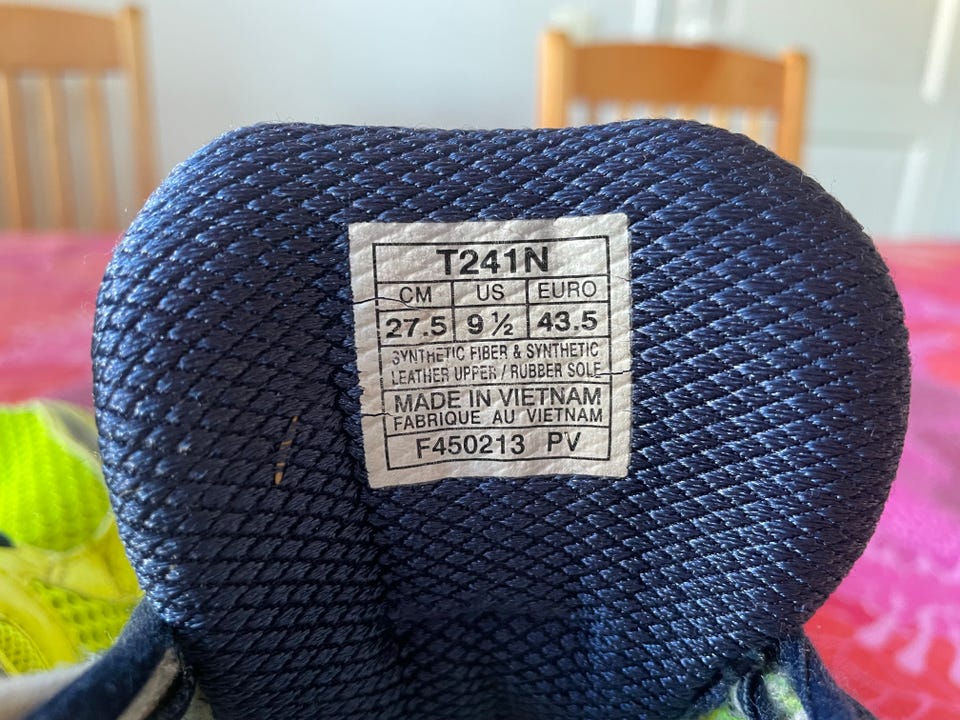 T241N
CM US EURO
27.5 9 ½ 43.5
SYNTHETIC FIBER & SYNTHETIC
LEATHER UPPER / RUBBER SOLE
MADE IN VIETNAM
FABRIQUE AU VIETNAM
F450213 PV